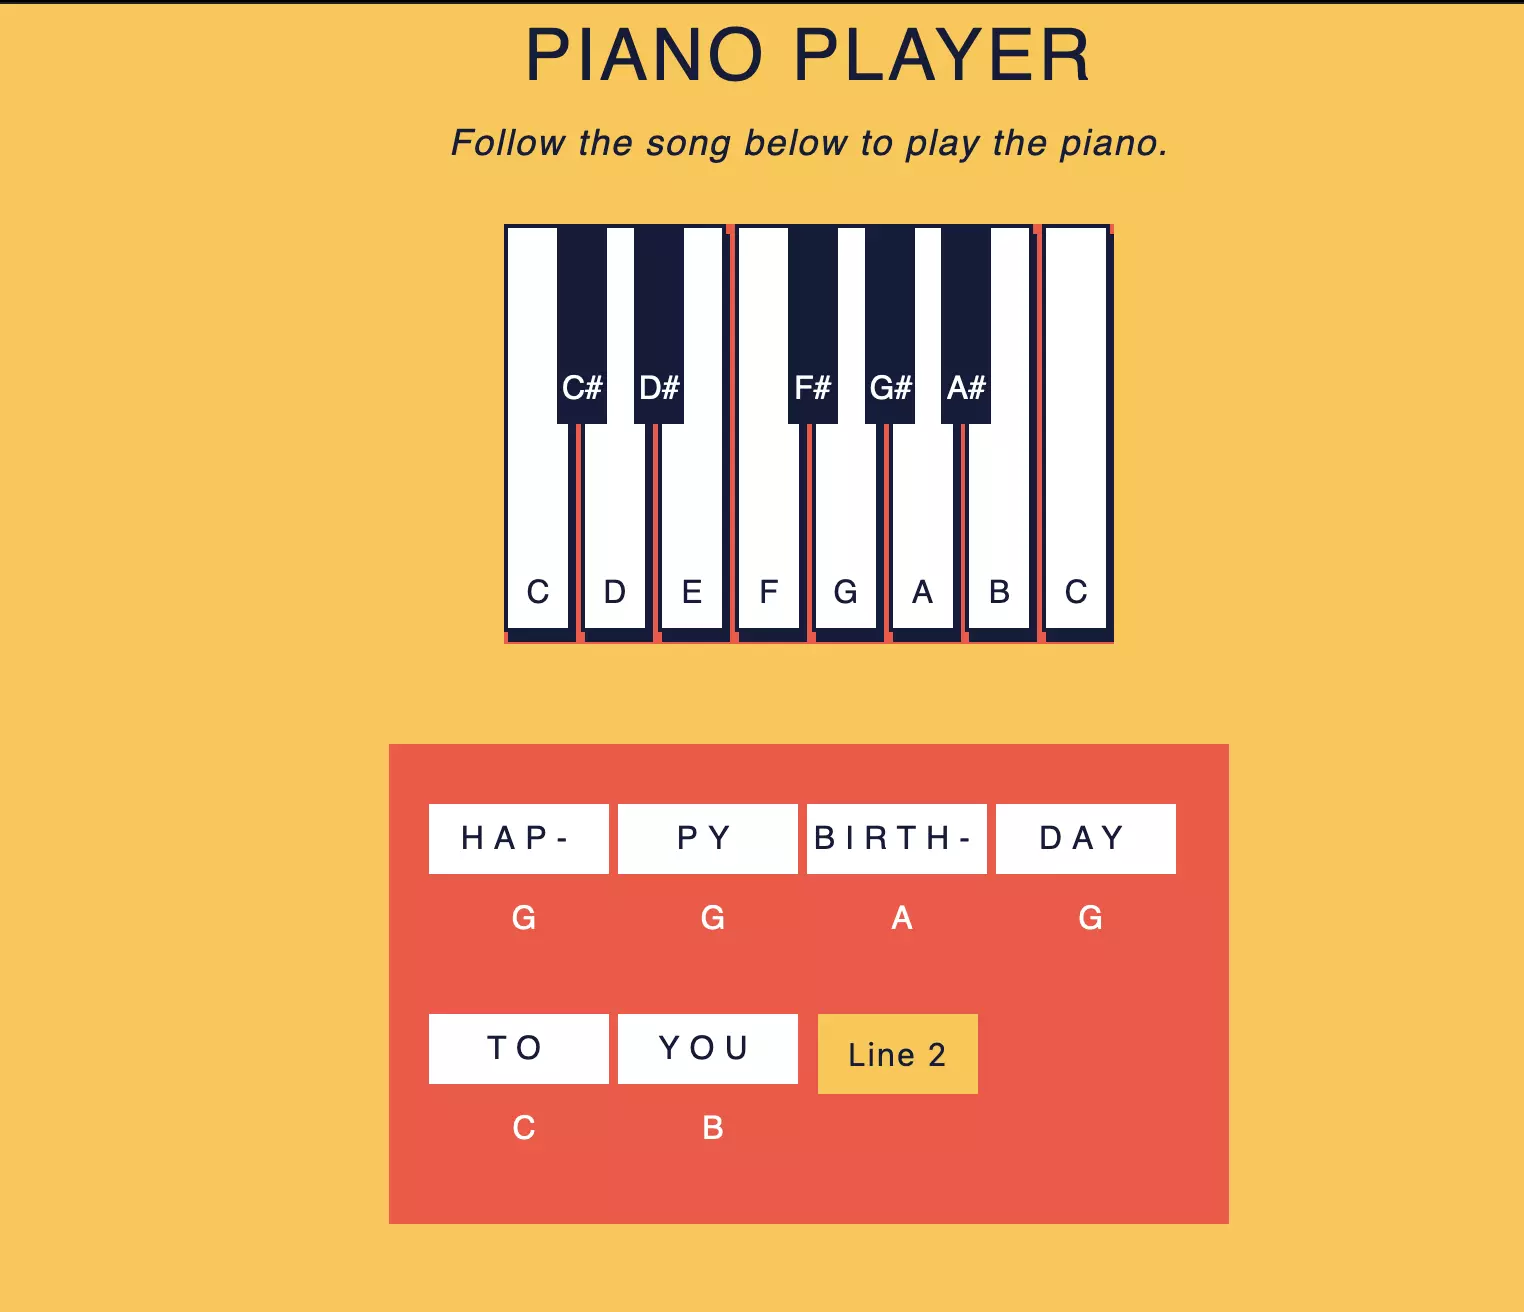 PIANO PLAYER
Follow the song below to play the piano.
C# D# F# G# A#
C D E F G A B C
HAP- PY BIRTH- DAY
G G A G
TO YOU Line 2
C B